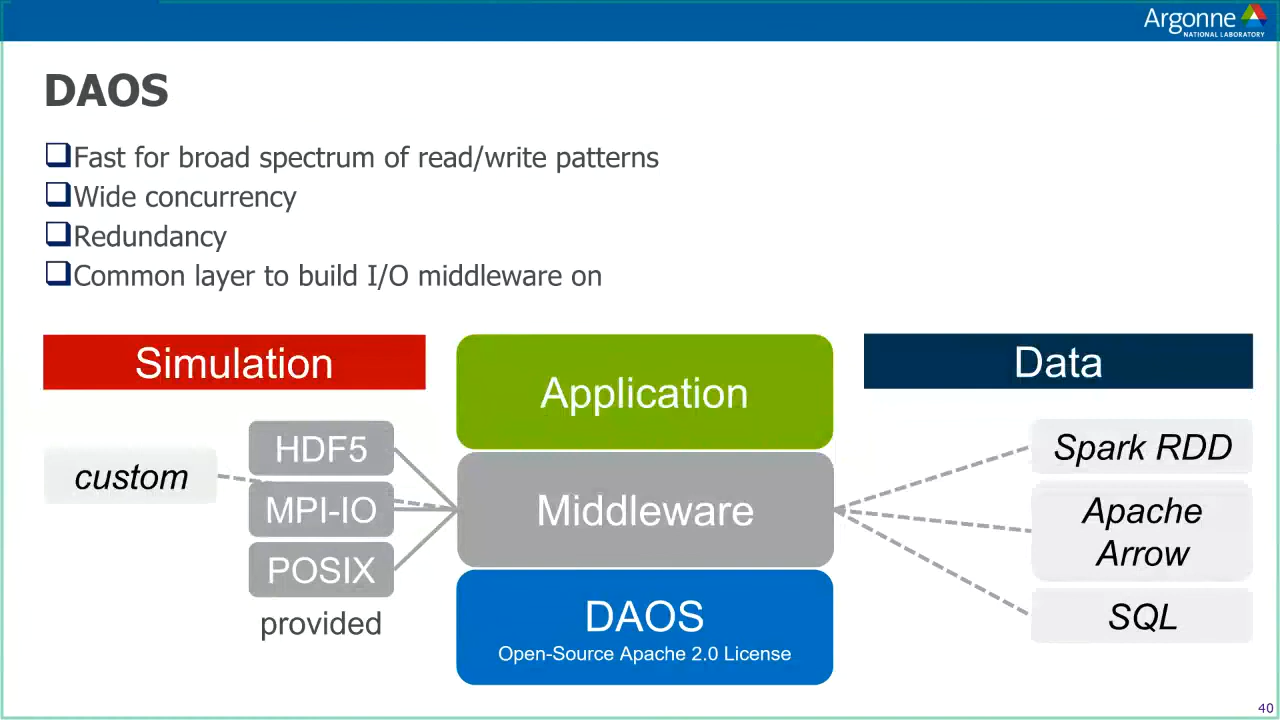 Argonne
NATIONAL LABORATORY
DAOS
Fast for broad spectrum of read/write patterns
Wide concurrency
Redundancy
Common layer to build I/O middleware on
Simulation
Application
Data
custom
HDF5
MPI-IO
POSIX
provided
Middleware
Spark RDD
Apache
Arrow
SQL
DAOS
Open-Source Apache 2.0 License
40